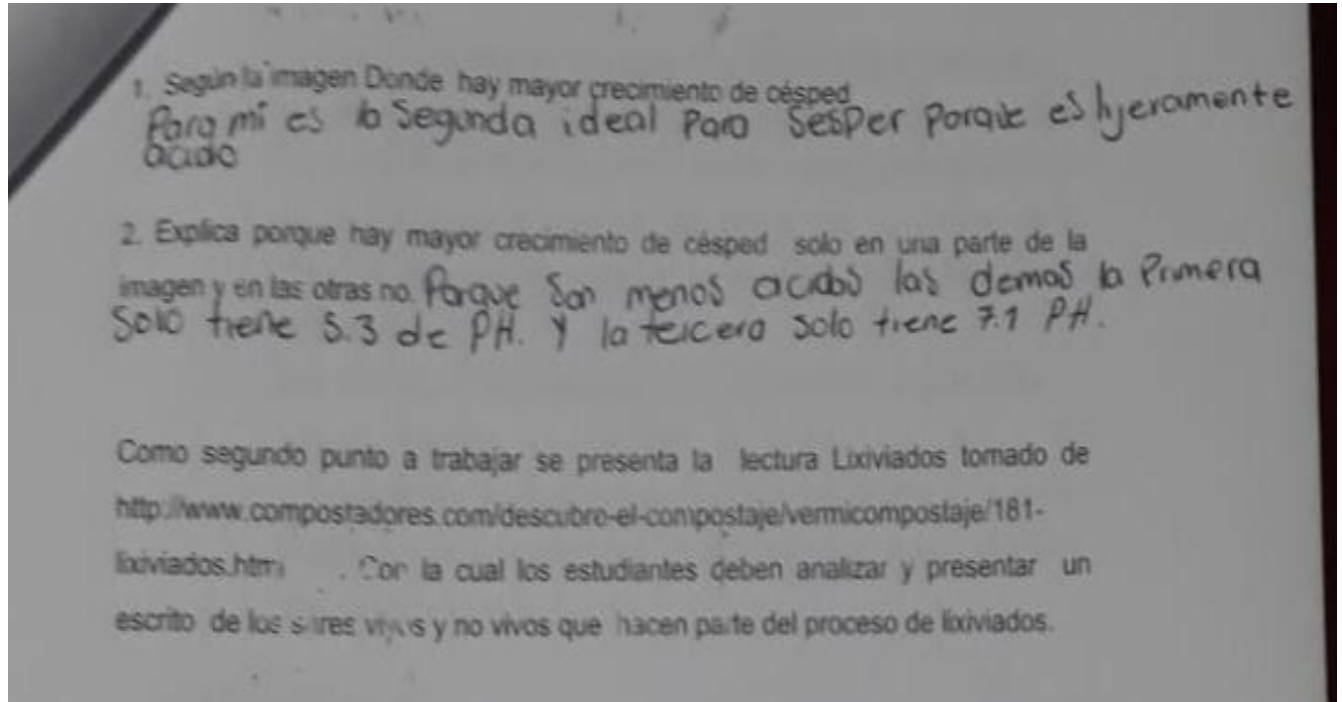 1. Según la imagen Donde hay mayor crecimiento de césped
Para mi es la Segunda ideal Para SesPer Porque es lijeramente
acido
2. Explica porque hay mayor crecimiento de césped solo en una parte de la
imagen y en las otras no. Porque Son menos acidos las demas la Primera
Solo tiene 5.3 de PH. Y la tercera solo tiene 7.1 PH.
Como segundo punto a trabajar se presenta la lectura Lixiviados tomado de
http://www.compostadores.com/descubro-el-compostaje/vermicompostaje/181-
lixiviados.html . Con la cual los estudiantes deben analizar y presentar un
escrito de los seres vivos y no vivos que hacen parte del proceso de lixiviados.